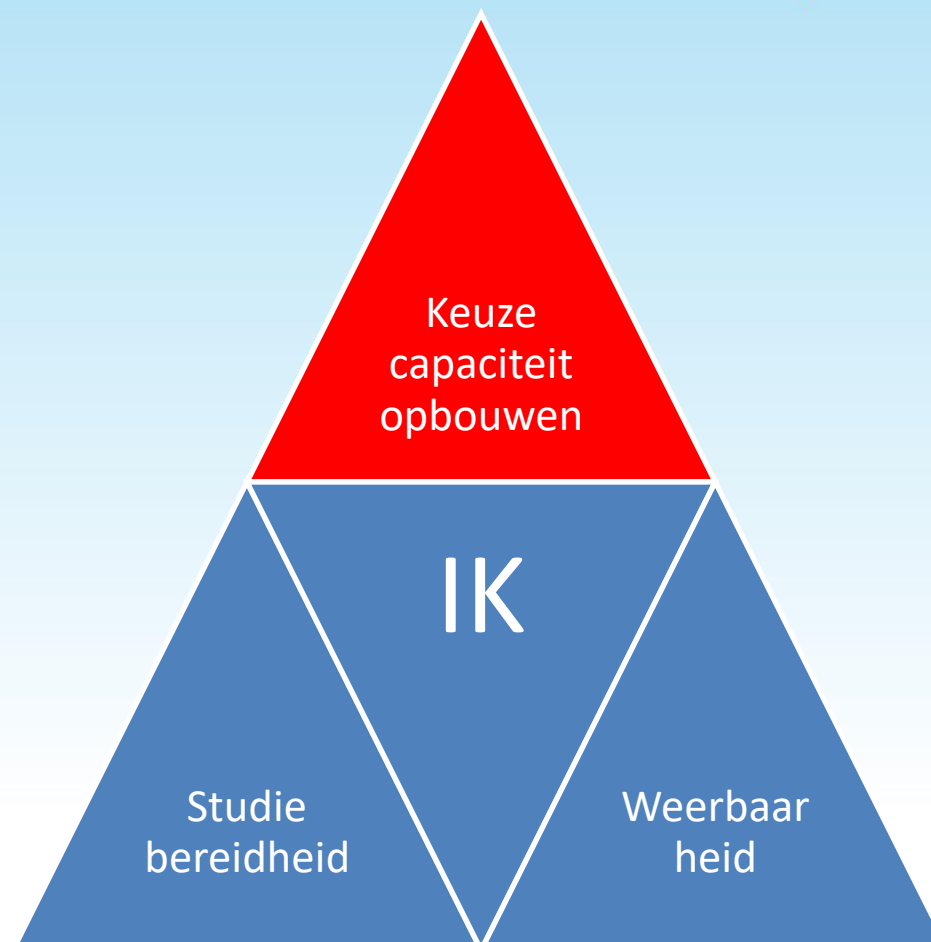 Keuze
capaciteit
opbouwen
IK
Studie
bereidheid
Weerbaar
heid